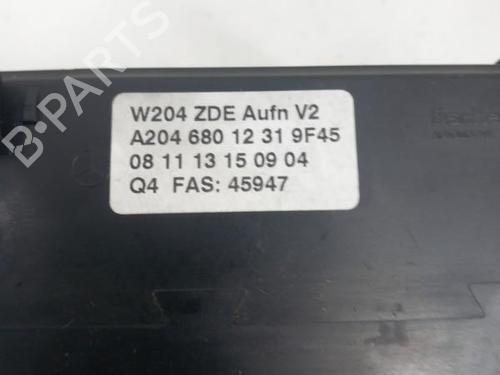 W204 ZDE Aufn V2
A204 680 12 31 9F45
08 11 13 15 09 04
Q4 FAS: 45947
B-PARTS